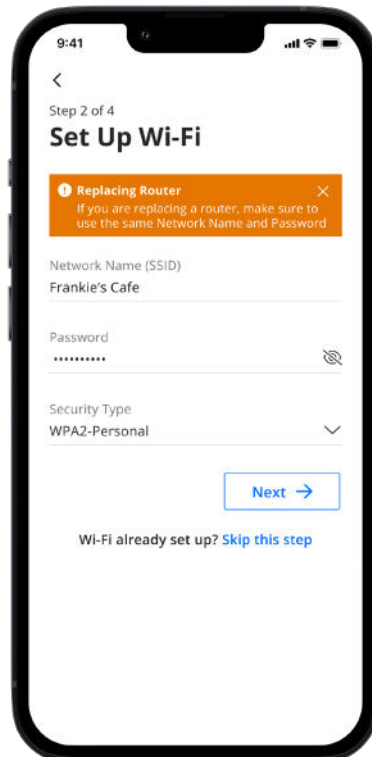 9:41
Step 2 of 4
Set Up Wi-Fi
Replacing Router
If you are replacing a router, make sure to
use the same Network Name and Password
Network Name (SSID)
Frankie's Cafe
Password
••••••••••
Security Type
WPA2-Personal
Next
Wi-Fi already set up? Skip this step